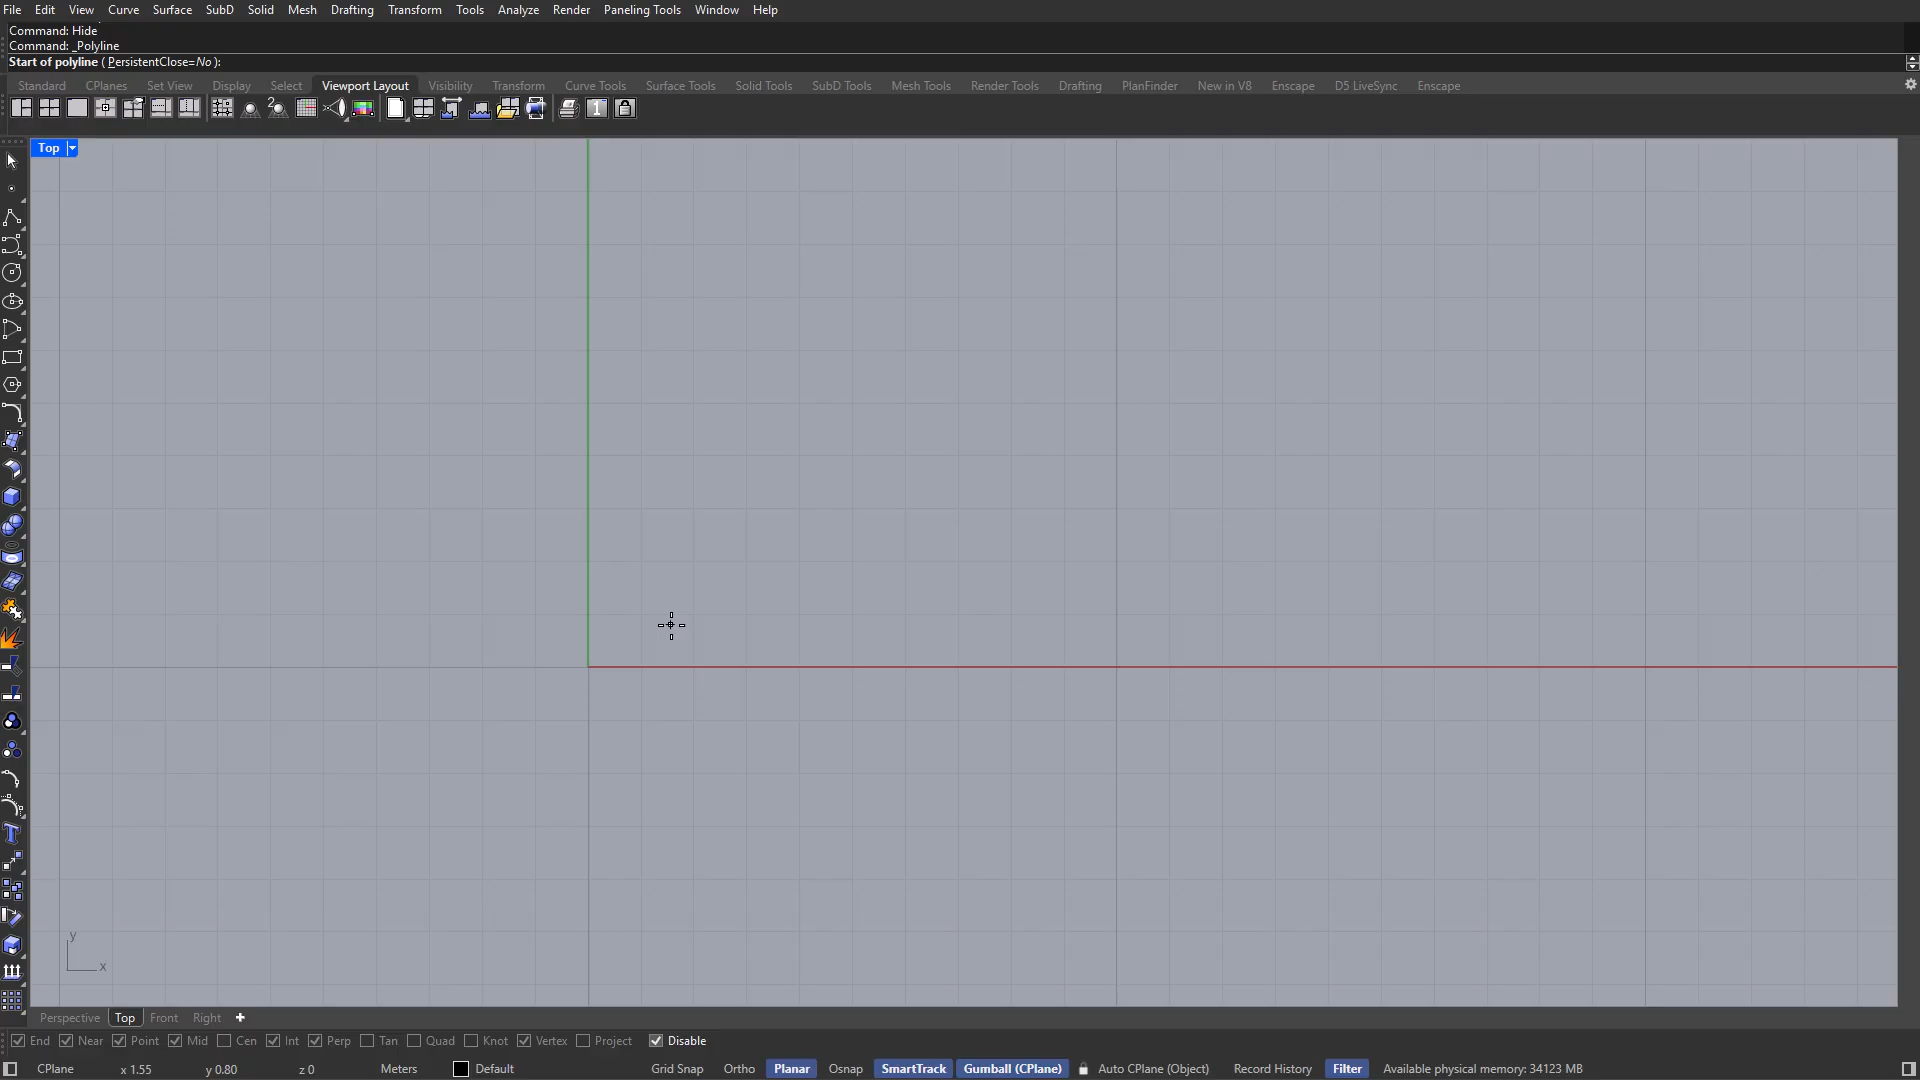 File Edit View Curve Surface SubD Solid Mesh Drafting Transform Tools Analyze Render Paneling Tools Window Help
Command: Hide
Command: _Polyline
Start of polyline ( PersistentClose=No ):
Standard CPlanes Set View Display Select Viewport Layout Visibility Transform Curve Tools Surface Tools Solid Tools SubD Tools Mesh Tools Render Tools Drafting PlanFinder New in V8 Enscape D5 LiveSync Enscape
2 1
Top
T
y
x
Perspective Top Front Right
End Near Point Mid Cen Int Perp Tan Quad Knot Vertex Project Disable
CPlane x 1.55 y 0.80 z 0 Meters Default Grid Snap Ortho Planar Osnap SmartTrack Gumball (CPlane) Auto CPlane (Object) Record History Filter Available physical memory: 34123 MB